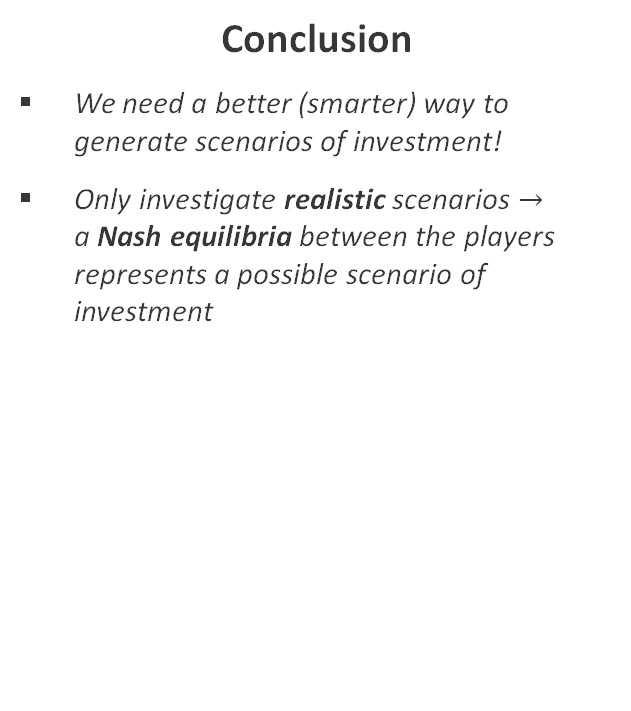 Conclusion
▪ We need a better (smarter) way to
generate scenarios of investment!
▪ Only investigate realistic scenarios →
a Nash equilibria between the players
represents a possible scenario of
investment